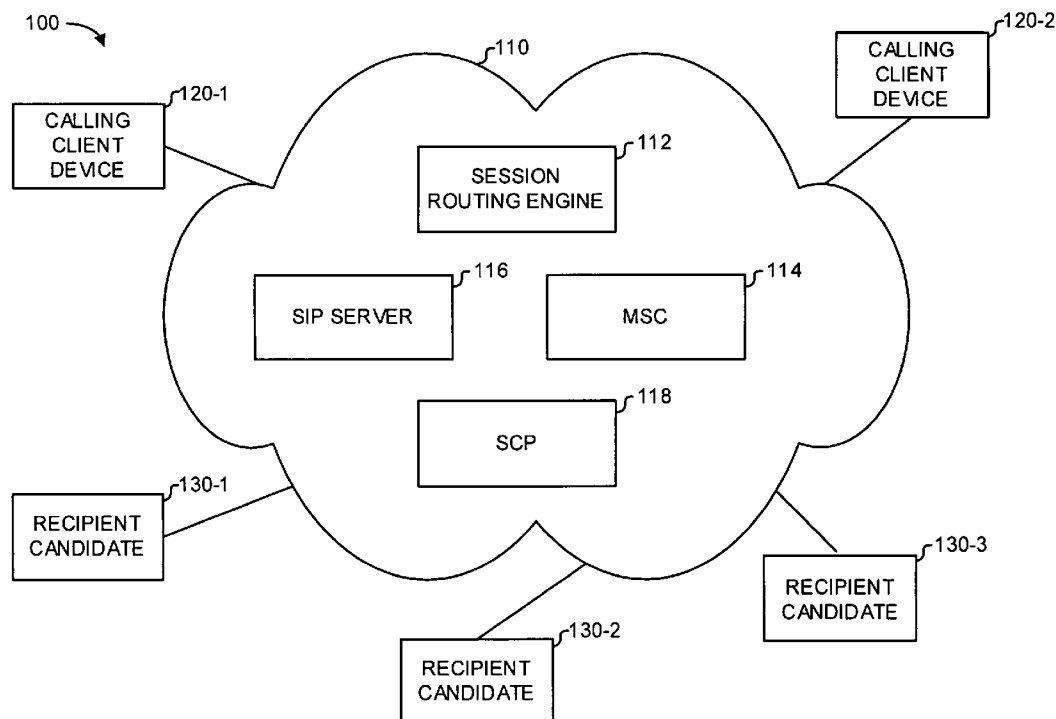 100
110
120-2
CALLING
CLIENT
DEVICE
120-1
CALLING
CLIENT
DEVICE
112
SESSION
ROUTING ENGINE
116
SIP SERVER
114
MSC
118
SCP
130-1
RECIPIENT
CANDIDATE
130-3
RECIPIENT
CANDIDATE
130-2
RECIPIENT
CANDIDATE